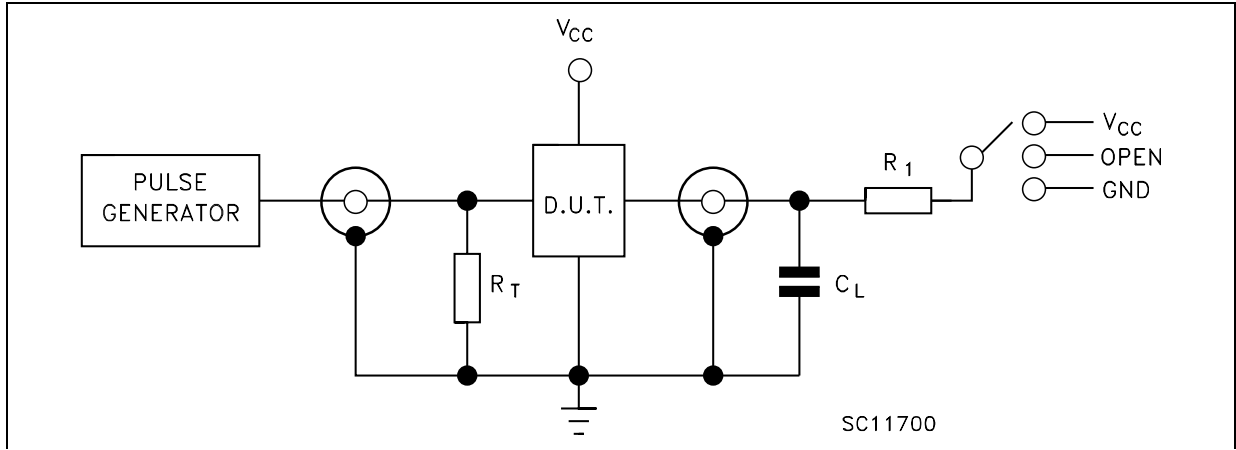 VCC
PULSE
GENERATOR
D.U.T.
RT
CL
R1
VCC
OPEN
GND
SC11700